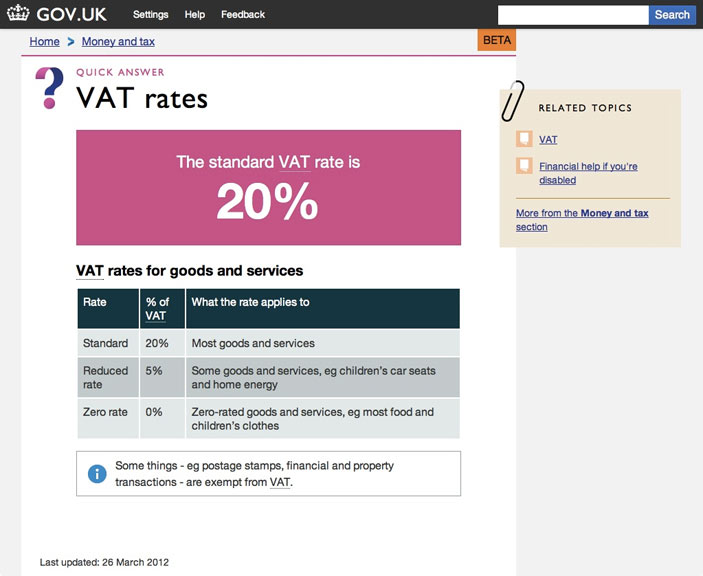 GOV.UK Settings Help Feedback Search
Home > Money and tax
BETA
?
QUICK ANSWER
VAT rates
The standard VAT rate is
20%
VAT rates for goods and services
Rate % of What the rate applies to
VAT
Standard 20% Most goods and services
Reduced 5% Some goods and services, eg children's car seats
rate and home energy
Zero rate 0% Zero-rated goods and services, eg most food and
children's clothes
i
Some things - eg postage stamps, financial and property
transactions - are exempt from VAT.
Last updated: 26 March 2012
RELATED TOPICS
VAT
Financial help if you're
disabled
More from the Money and tax
section